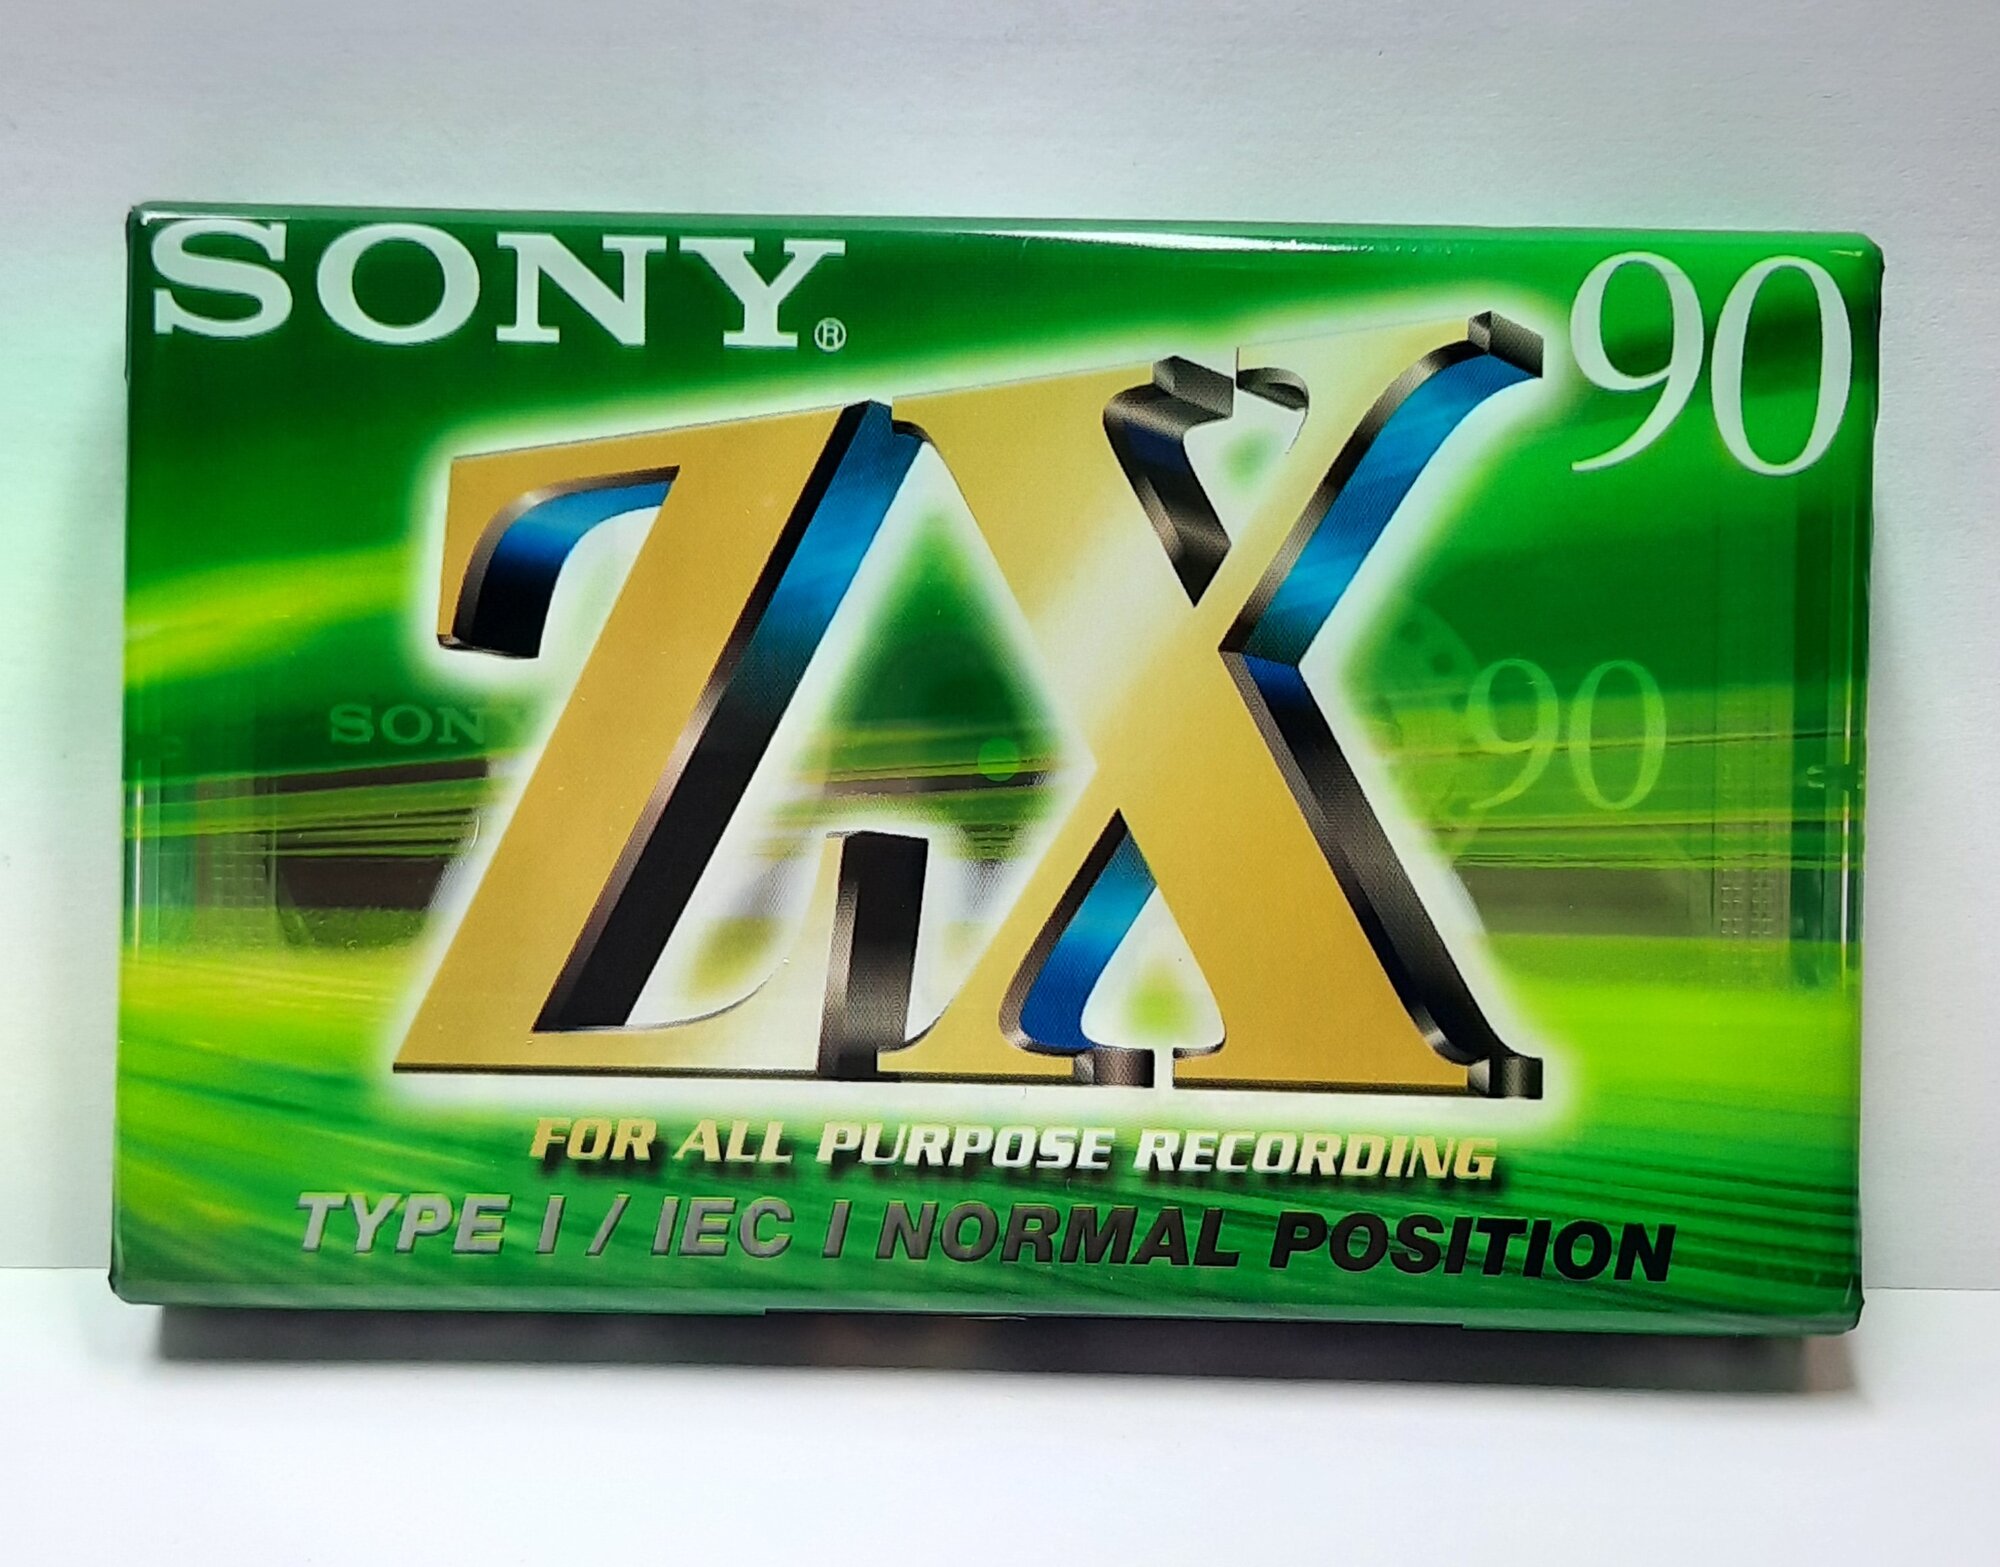 SONY® 90
ZX
SONY 90
FOR ALL PURPOSE RECORDING
TYPE I / IEC I NORMAL POSITION